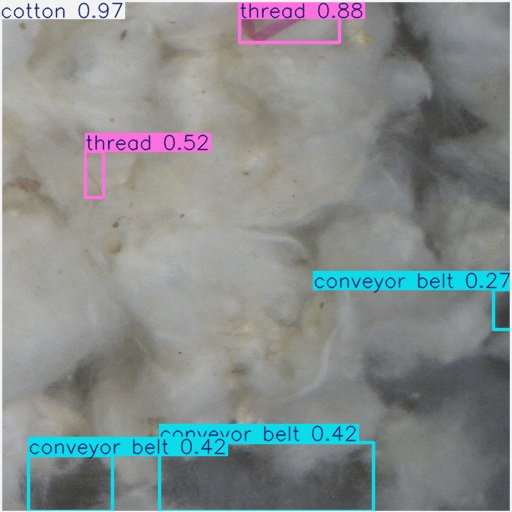 cotton 0.97
thread 0.88
thread 0.52
conveyor belt 0.27
conveyor belt 0.42
conveyor belt 0.42